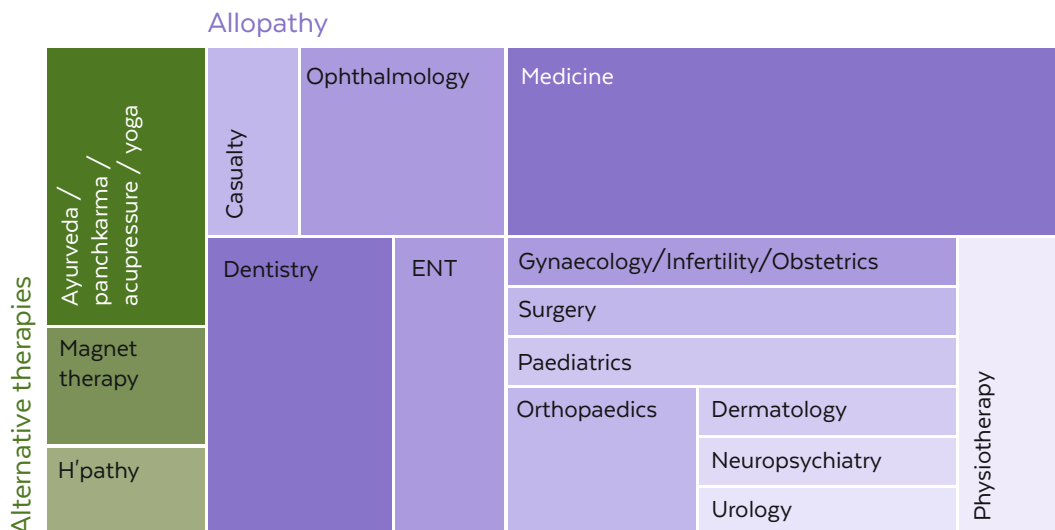 Allopathy
Alternative therapies
Ayurveda /
panchkarma /
acupressure / yoga
Magnet
therapy
H'pathy
Casualty
Ophthalmology
Medicine
Dentistry
ENT
Gynaecology/Infertility/Obstetrics
Surgery
Paediatrics
Orthopaedics
Dermatology
Neuropsychiatry
Urology
Physiotherapy